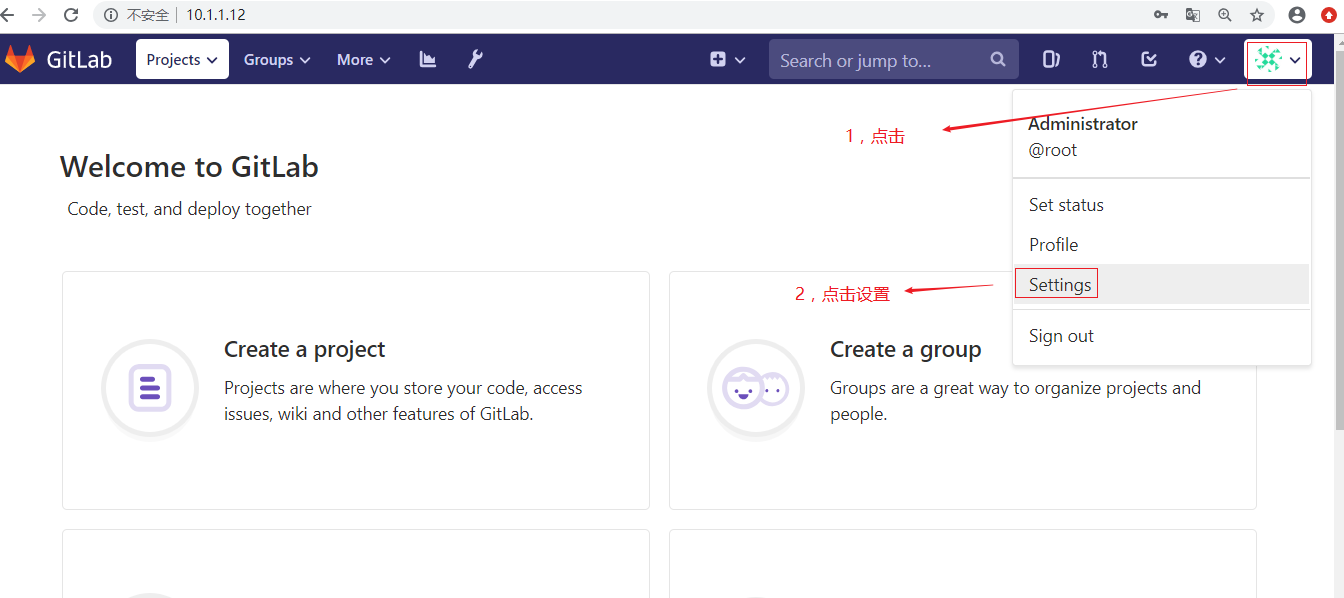 不安全 10.1.1.12
GitLab Projects Groups More Search or jump to...
1，点击
Administrator
@root
Welcome to GitLab
Code, test, and deploy together
Set status
Profile
2，点击设置
Settings
Sign out
Create a project
Projects are where you store your code, access
issues, wiki and other features of GitLab.
Create a group
Groups are a great way to organize projects and
people.